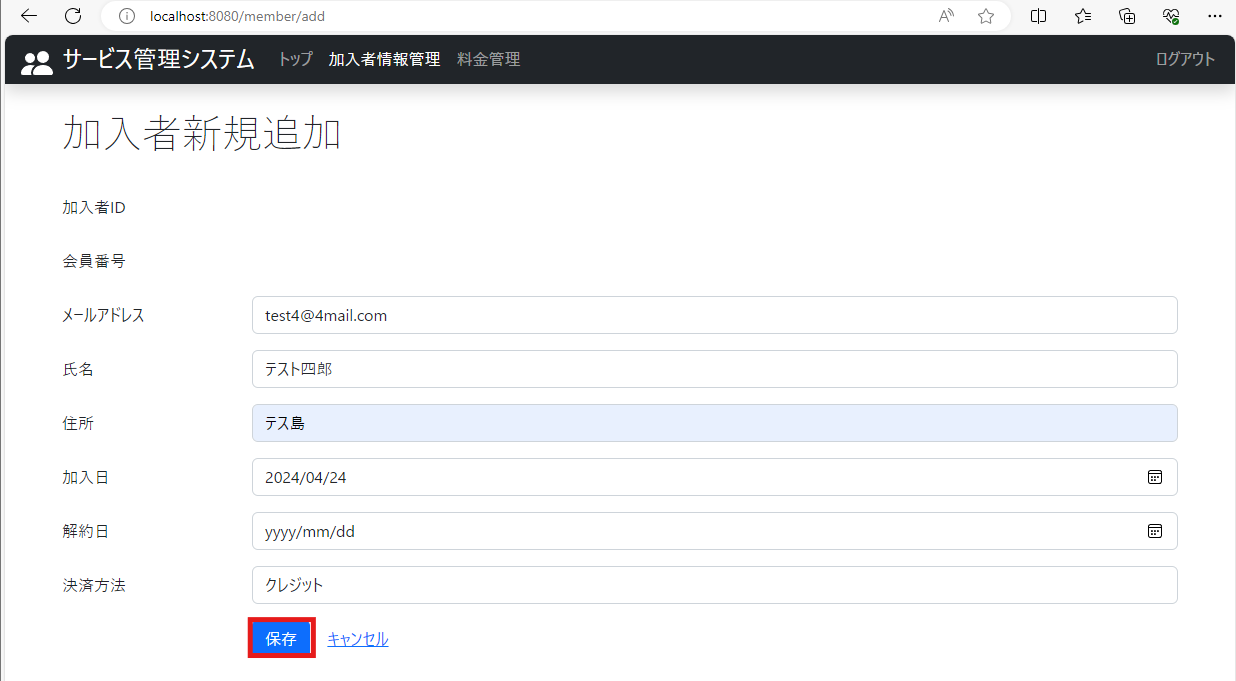 localhost:8080/member/add
サービス管理システム トップ 加入者情報管理 料金管理 ログアウト
加入者新規追加
加入者ID
会員番号
メールアドレス test4@4mail.com
氏名 テスト四郎
住所 テス島
加入日 2024/04/24
解約日 yyyy/mm/dd
決済方法 クレジット
保存 キャンセル